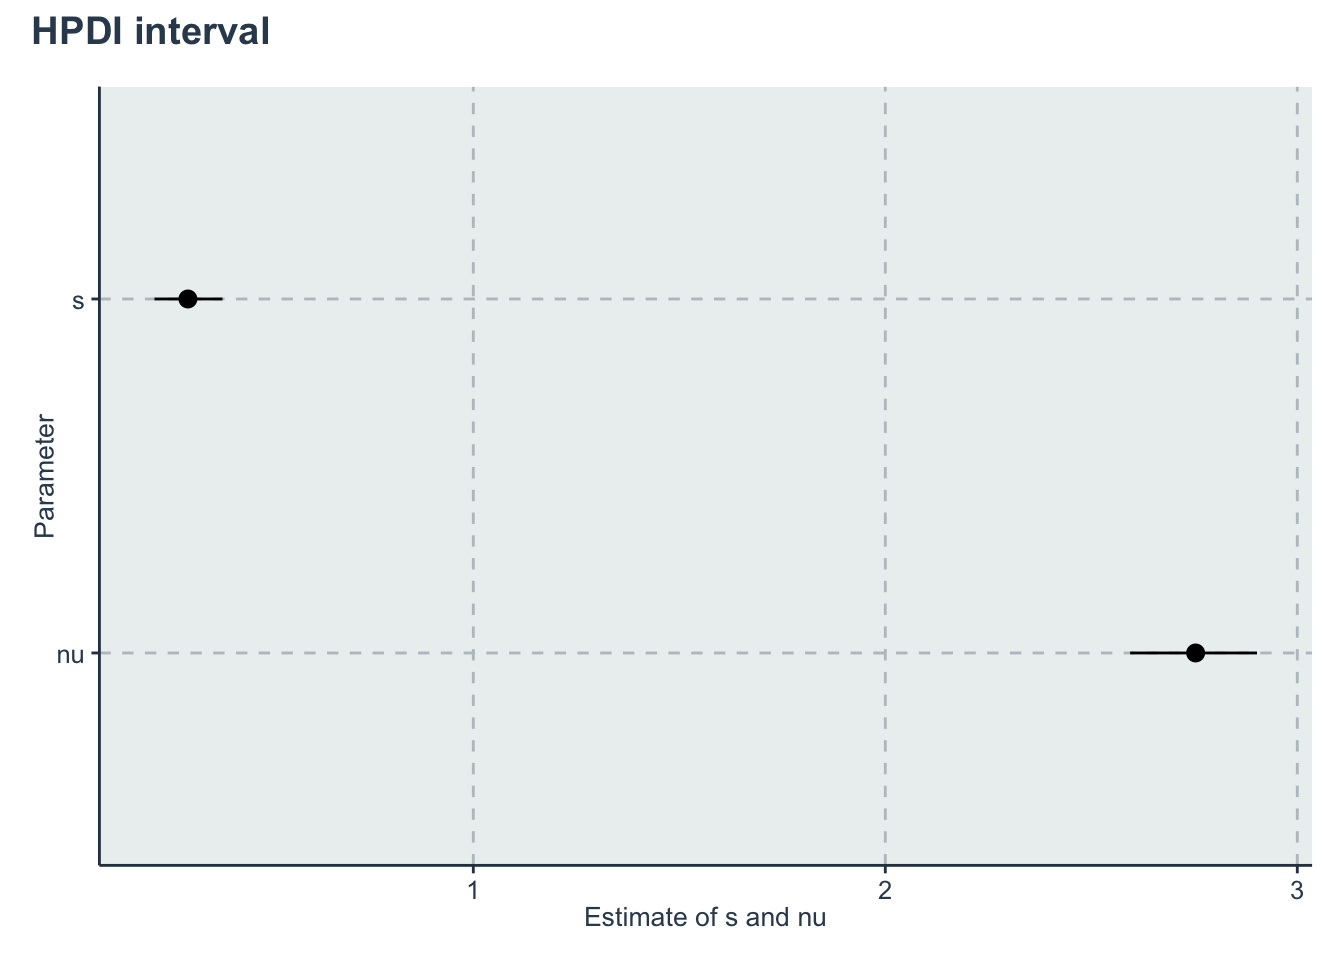 HPDI interval
s
Parameter
nu
1 2 3
Estimate of s and nu